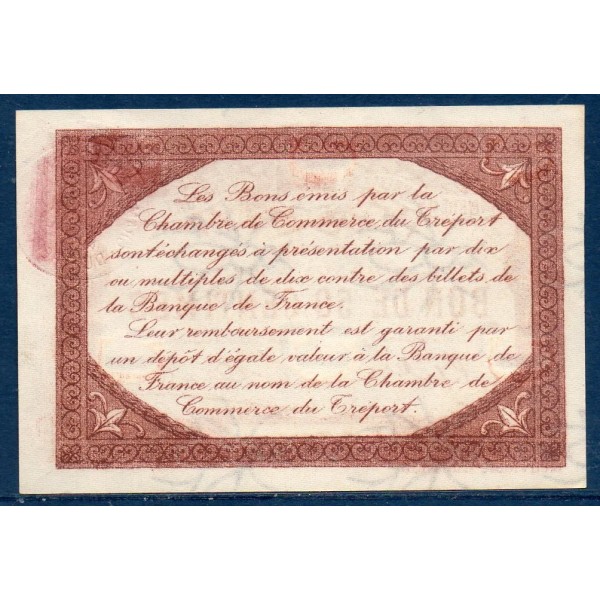 Les Bons émis par la
Chambre de Commerce du Tréport
sont échangés à présentation par dix
ou multiples de dix contre des billets de
la Banque de France.
Leur remboursement est garanti par
un dépôt d'égale valeur à la Banque de
France au nom de la Chambre de
Commerce du Tréport.